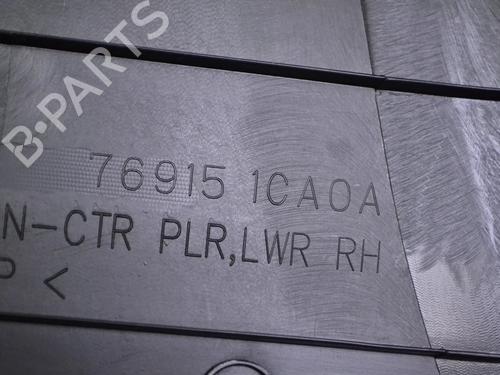 B-PARTS
76915 1CA0A
N-CTR PLR,LWR RH
P <